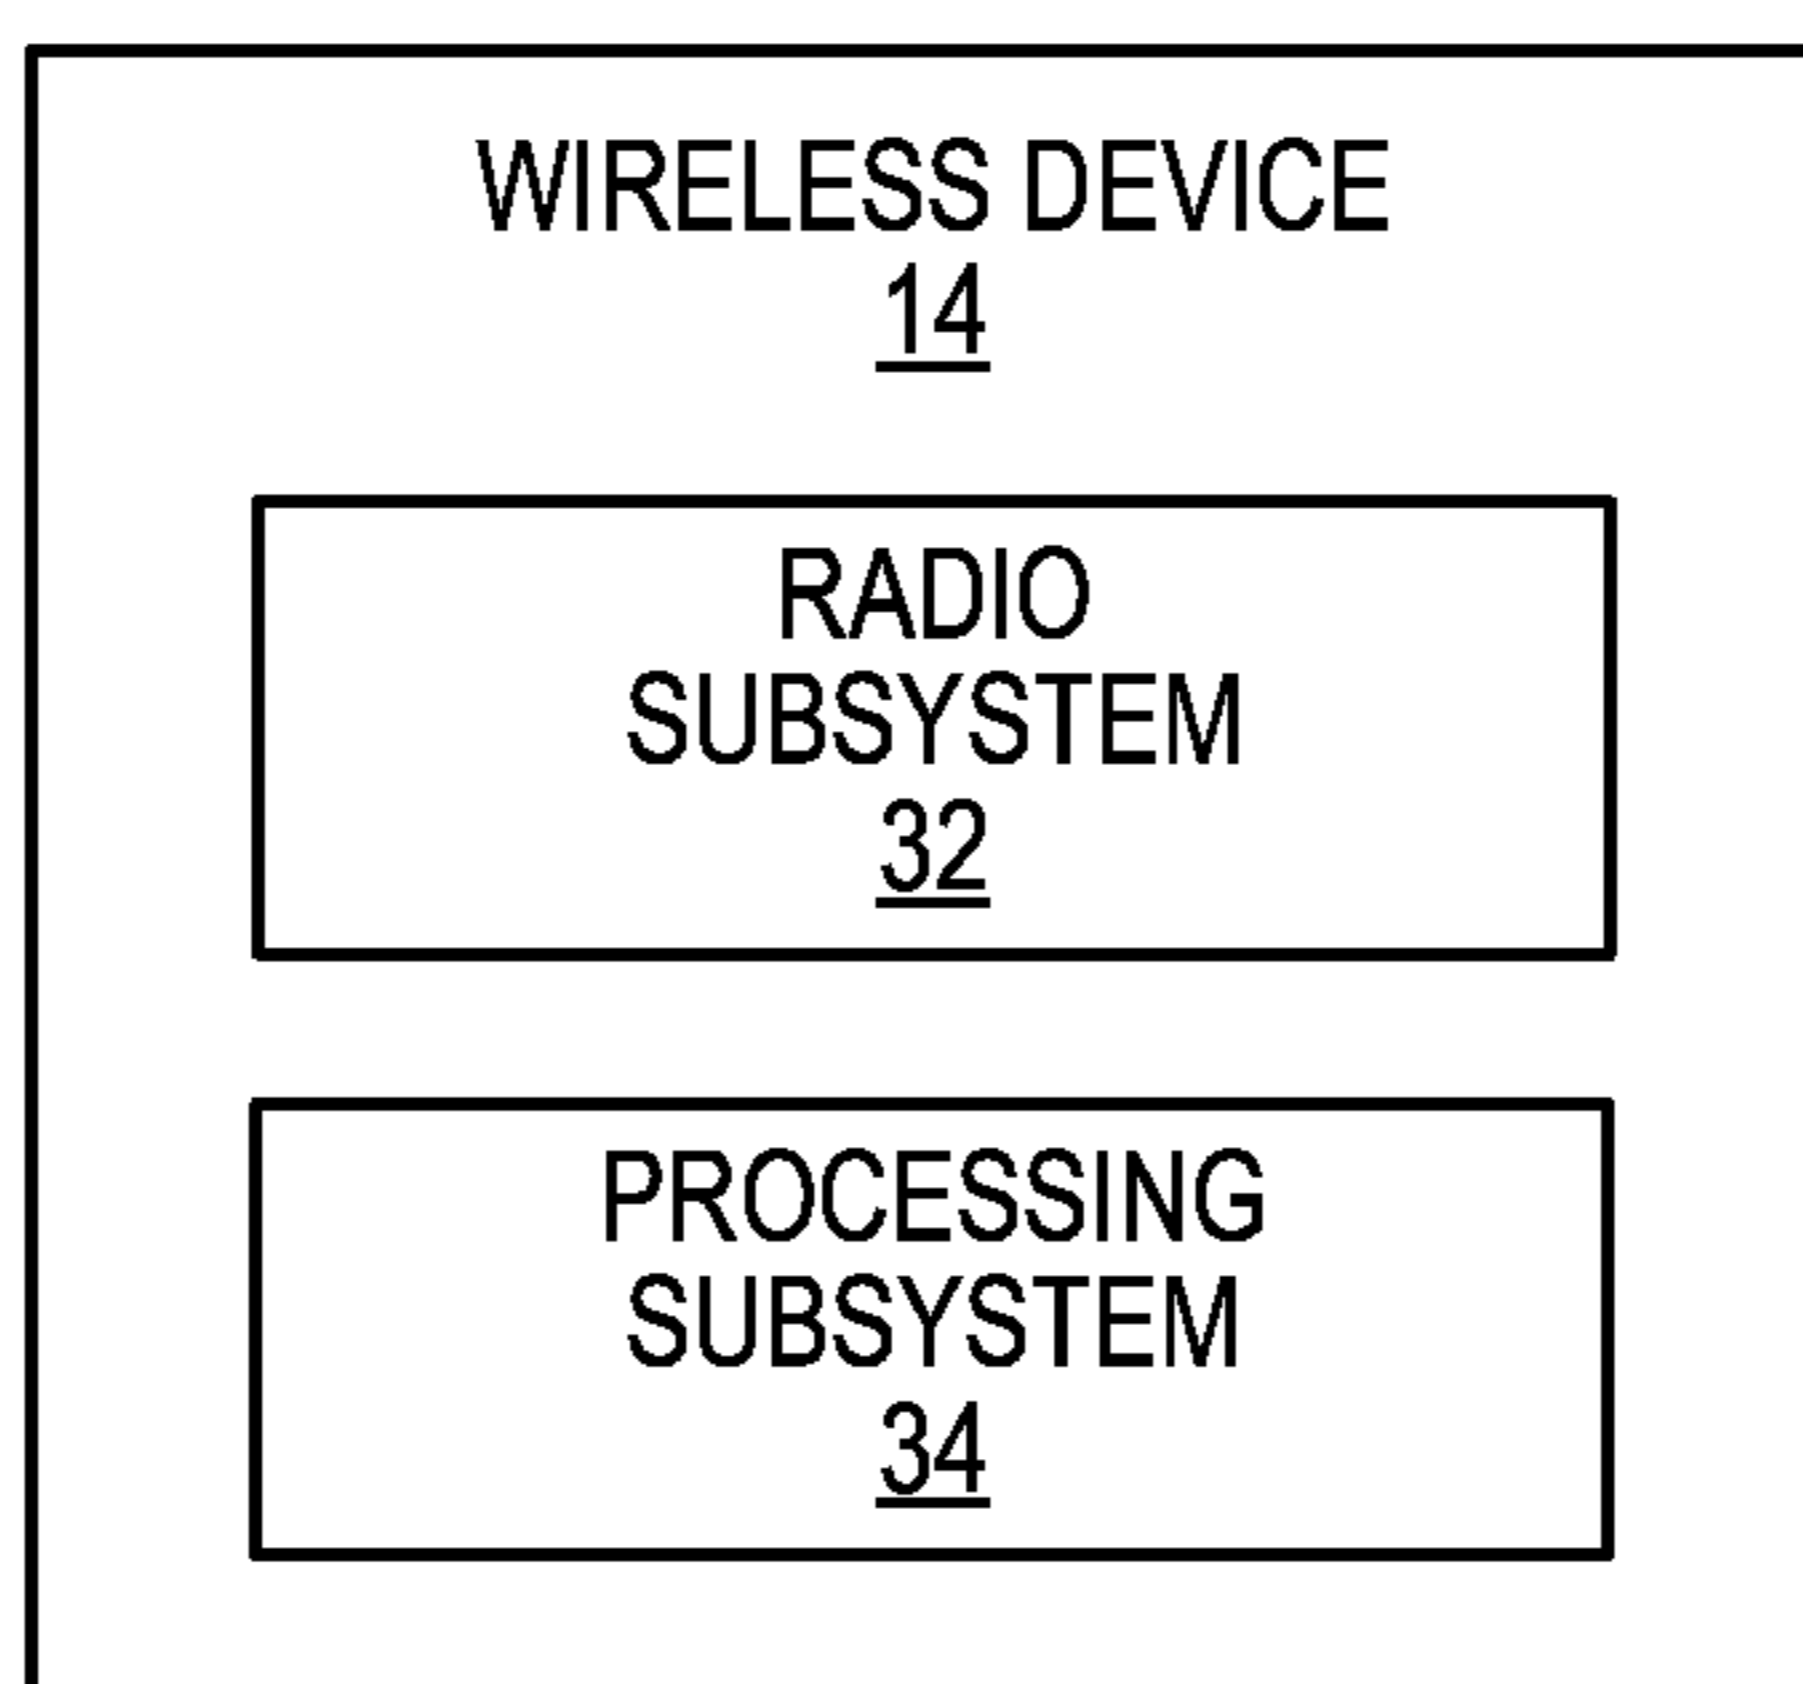 WIRELESS DEVICE
14
RADIO
SUBSYSTEM
32
PROCESSING
SUBSYSTEM
34